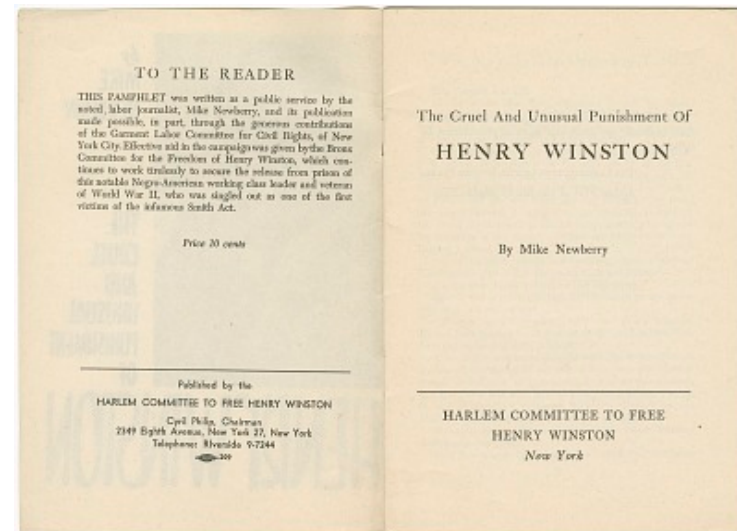 TO THE READER
THIS PAMPHLET was written as a public service by the
noted labor journalist, Mike Newberry, and its publication
made possible, in part, through the generous contributions
of the Garment Labor Committee for Civil Rights, of New
York City. Effective aid in the campaign was given by the Bronx
Committee for the Freedom of Henry Winston, which con-
tinues to work tirelessly to secure the release from prison of
this notable Negro-American working class leader and veteran
of World War II, who was singled out as one of the first
victims of the infamous Smith Act.
Price 10 cents
Published by the
HARLEM COMMITTEE TO FREE HENRY WINSTON
Cyril Philip, Chairman
2349 Eighth Avenue, New York 27, New York
Telephone: RIverside 9-7244
209
The Cruel And Unusual Punishment Of
HENRY WINSTON
By Mike Newberry
HARLEM COMMITTEE TO FREE
HENRY WINSTON
New York